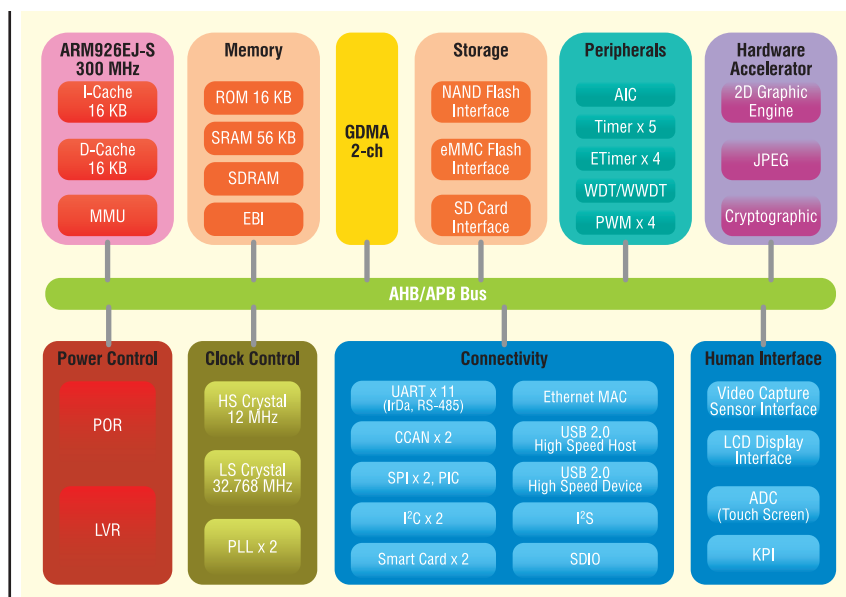 ARM926EJ-S
300 MHz
I-Cache
16 KB
D-Cache
16 KB
MMU
Memory
ROM 16 KB
SRAM 56 KB
SDRAM
EBI
GDMA
2-ch
Storage
NAND Flash
Interface
eMMC Flash
Interface
SD Card
Interface
Peripherals
AIC
Timer x 5
ETimer x 4
WDT/WWDT
PWM x 4
Hardware
Accelerator
2D Graphic
Engine
JPEG
Cryptographic
AHB/APB Bus
Power Control
POR
LVR
Clock Control
HS Crystal
12 MHz
LS Crystal
32.768 MHz
PLL x 2
Connectivity
UART x 11
(IrDa, RS-485)
CCAN x 2
SPI x 2, PIC
I²C x 2
Smart Card x 2
Ethernet MAC
USB 2.0
High Speed Host
USB 2.0
High Speed Device
I²S
SDIO
Human Interface
Video Capture
Sensor Interface
LCD Display
Interface
ADC
(Touch Screen)
KPI